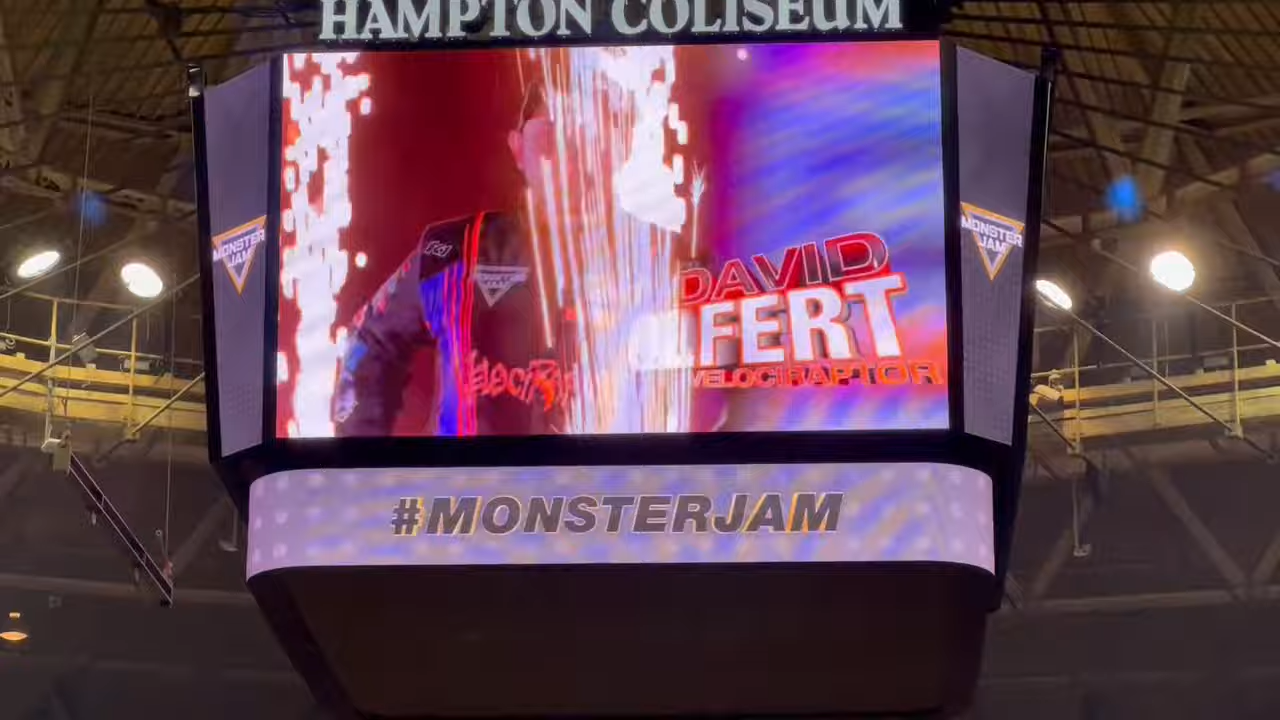 HAMPTON COLISEUM
MONSTER
JAM
MONSTER
JAM
DAVID
FERT
VELOCIRAPTOR
#MONSTERJAM